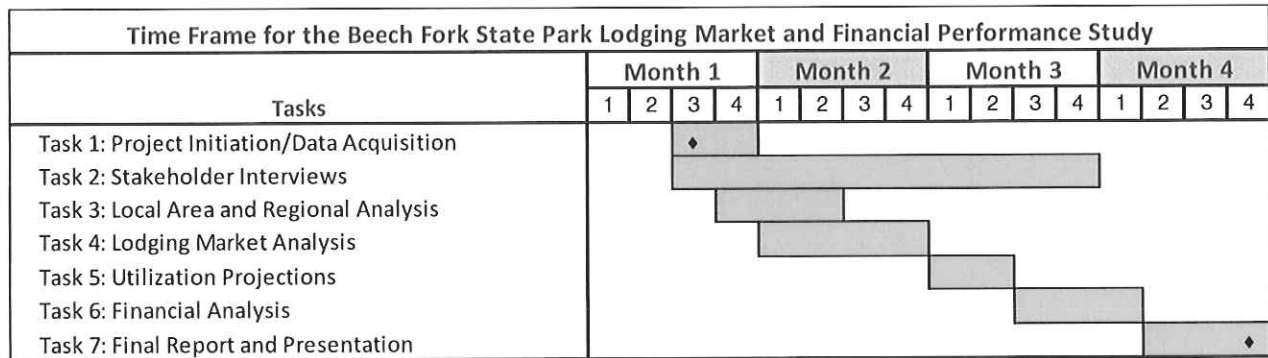 Time Frame for the Beech Fork State Park Lodging Market and Financial Performance Study
Month 1 Month 2 Month 3 Month 4
Tasks 1 2 3 4 1 2 3 4 1 2 3 4 1 2 3 4
Task 1: Project Initiation/Data Acquisition
Task 2: Stakeholder Interviews
Task 3: Local Area and Regional Analysis
Task 4: Lodging Market Analysis
Task 5: Utilization Projections
Task 6: Financial Analysis
Task 7: Final Report and Presentation